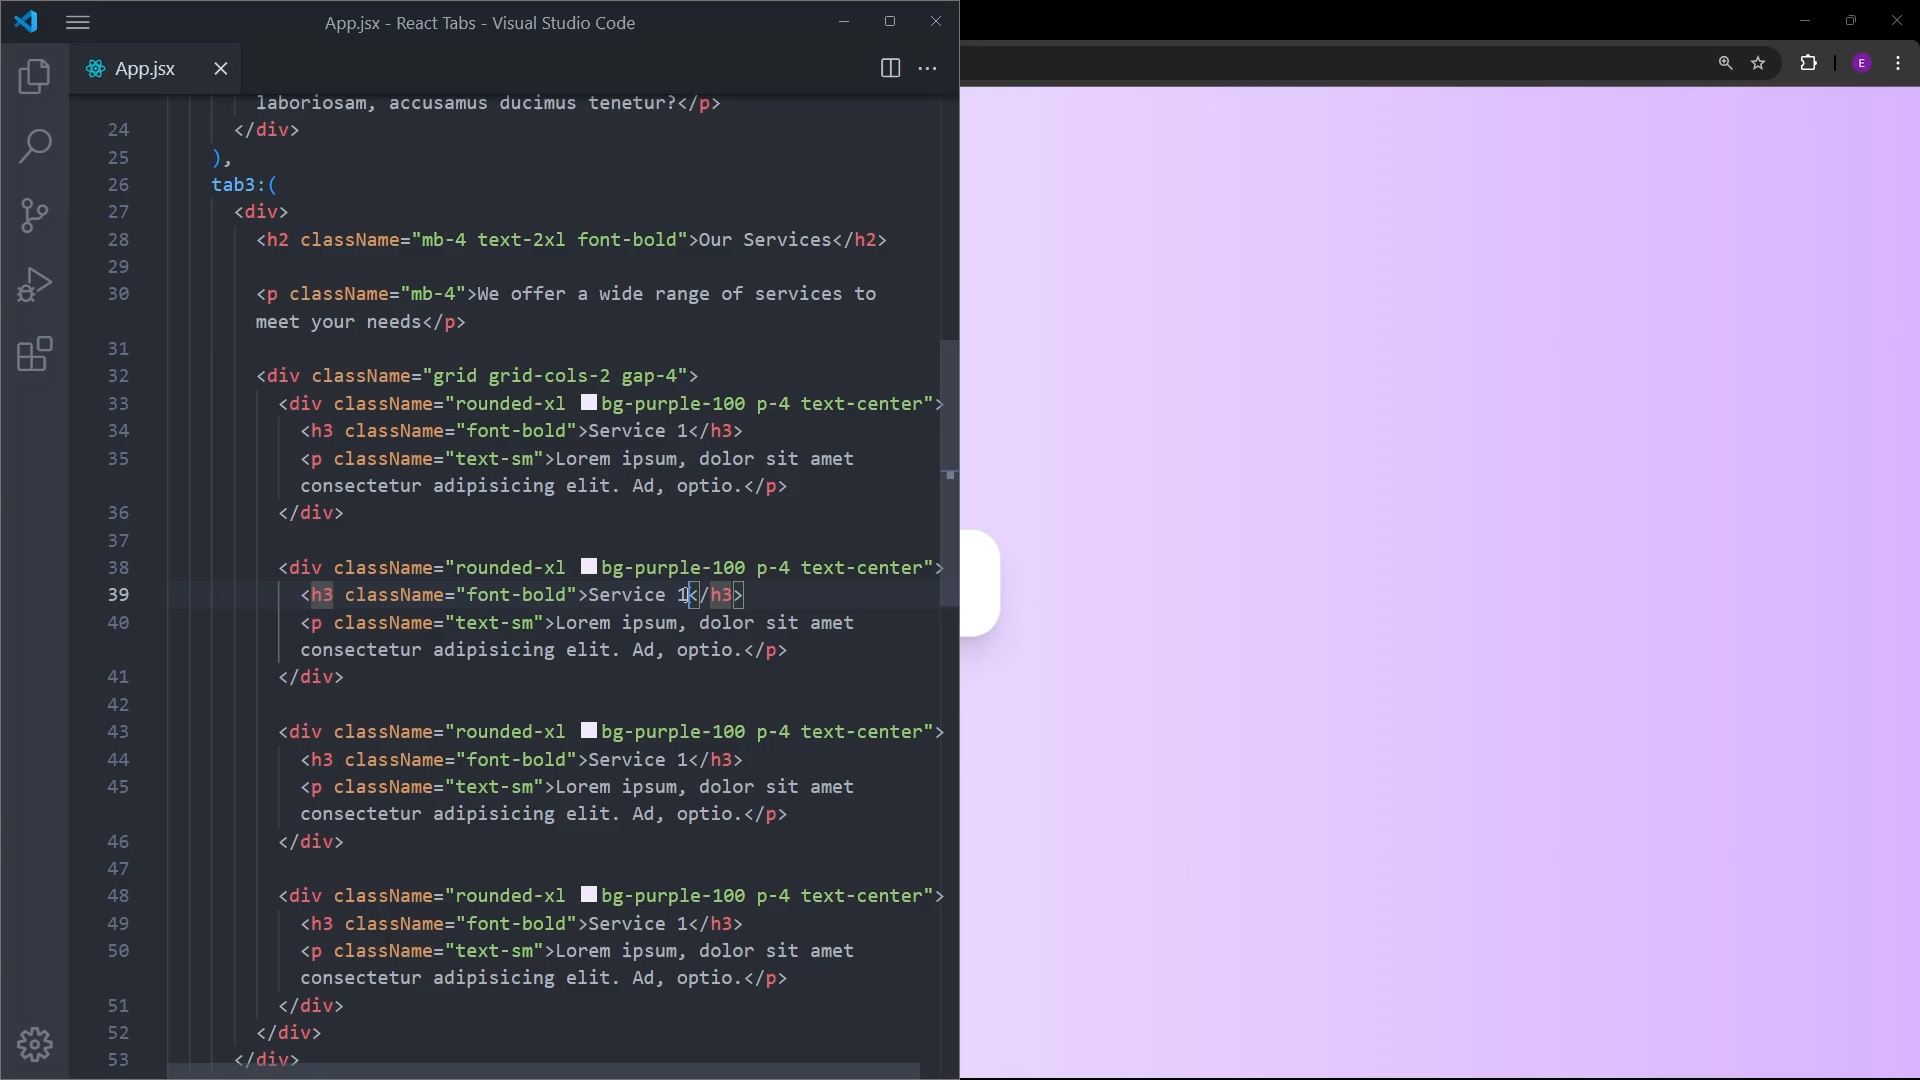 App.jsx - React Tabs - Visual Studio Code
App.jsx
E
laboriosam, accusamus ducimus tenetur?</p>
24 </div>
25 ),
26 tab3:(
27 <div>
28 <h2 className="mb-4 text-2xl font-bold">Our Services</h2>
29
30 <p className="mb-4">We offer a wide range of services to
meet your needs</p>
31
32 <div className="grid grid-cols-2 gap-4">
33 <div className="rounded-xl bg-purple-100 p-4 text-center">
34 <h3 className="font-bold">Service 1</h3>
35 <p className="text-sm">Lorem ipsum, dolor sit amet
consectetur adipisicing elit. Ad, optio.</p>
36 </div>
37
38 <div className="rounded-xl bg-purple-100 p-4 text-center">
39 <h3 className="font-bold">Service 1</h3>
40 <p className="text-sm">Lorem ipsum, dolor sit amet
consectetur adipisicing elit. Ad, optio.</p>
41 </div>
42
43 <div className="rounded-xl bg-purple-100 p-4 text-center">
44 <h3 className="font-bold">Service 1</h3>
45 <p className="text-sm">Lorem ipsum, dolor sit amet
consectetur adipisicing elit. Ad, optio.</p>
46 </div>
47
48 <div className="rounded-xl bg-purple-100 p-4 text-center">
49 <h3 className="font-bold">Service 1</h3>
50 <p className="text-sm">Lorem ipsum, dolor sit amet
consectetur adipisicing elit. Ad, optio.</p>
51 </div>
52 </div>
53 </div>